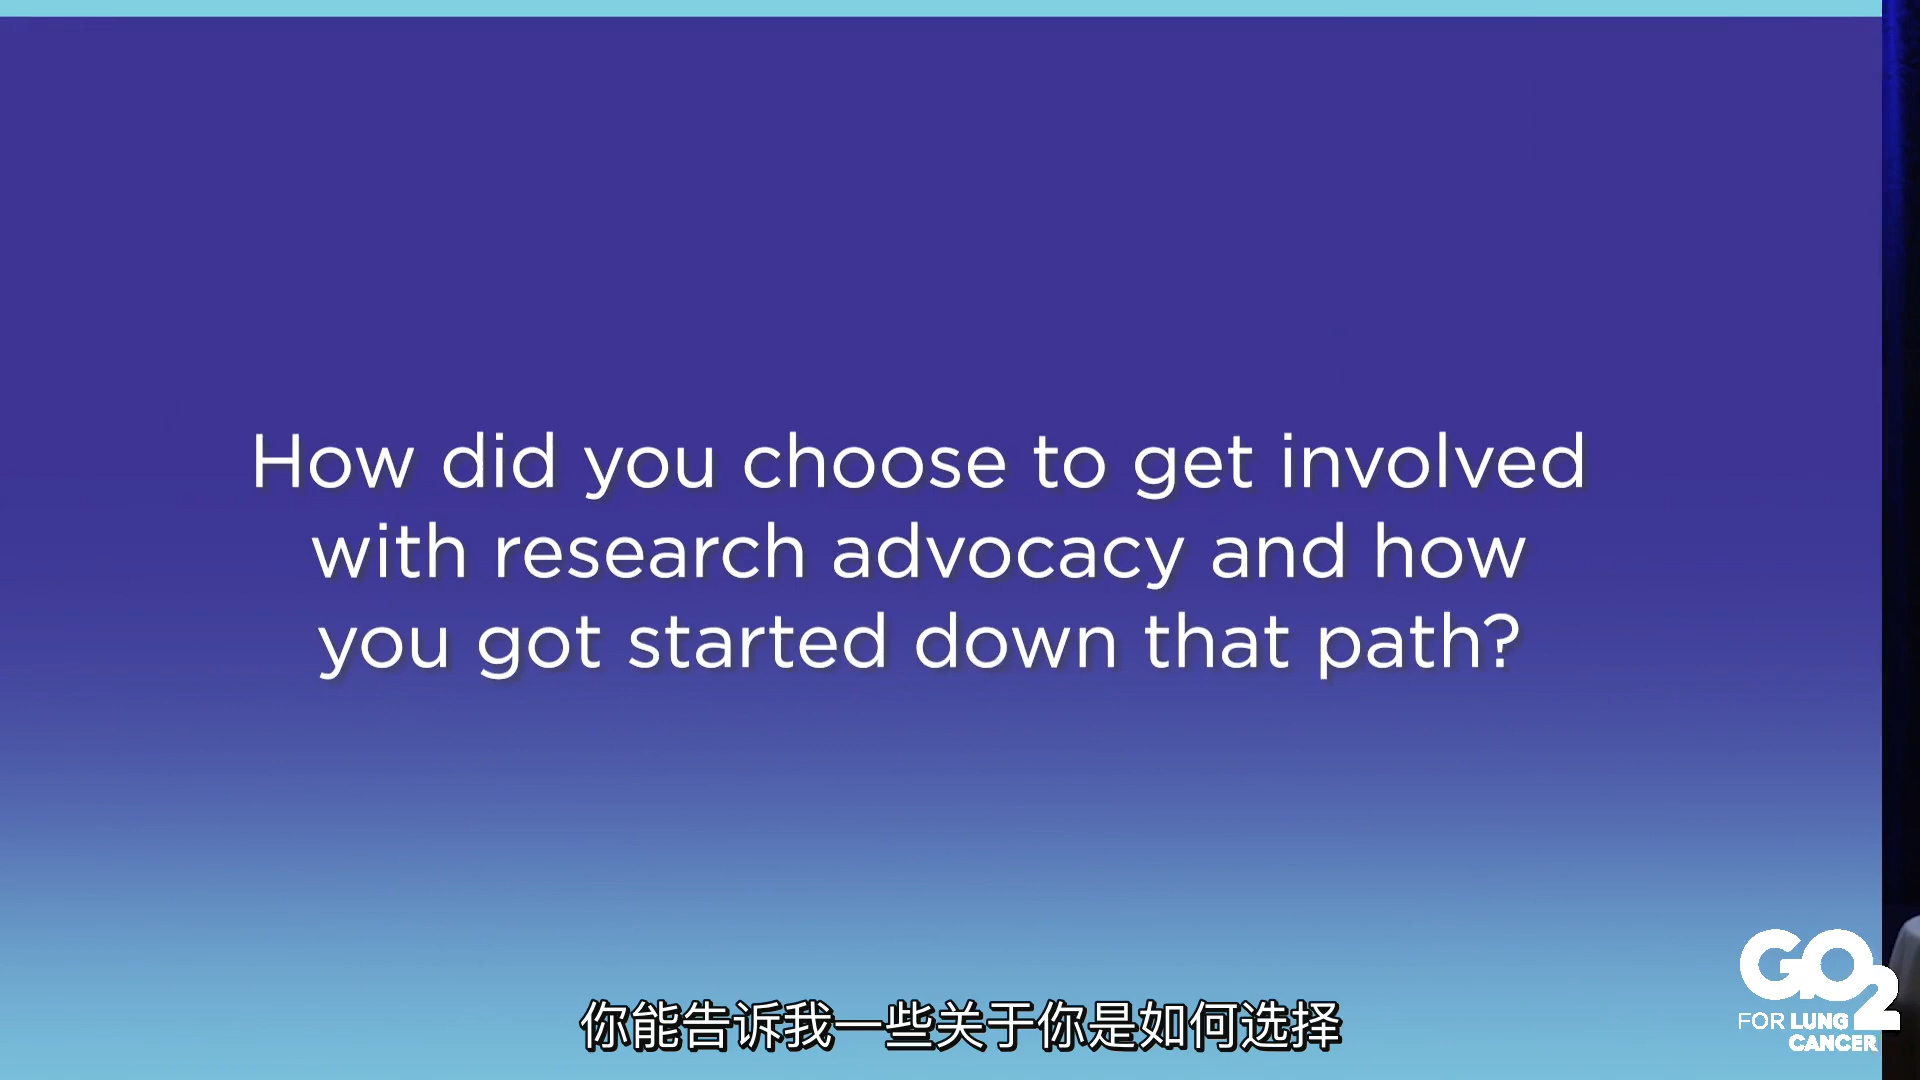 How did you choose to get involved
with research advocacy and how
you got started down that path?
你能告诉我一些关于你是如何选择
GO2
FOR LUNG
CANCER